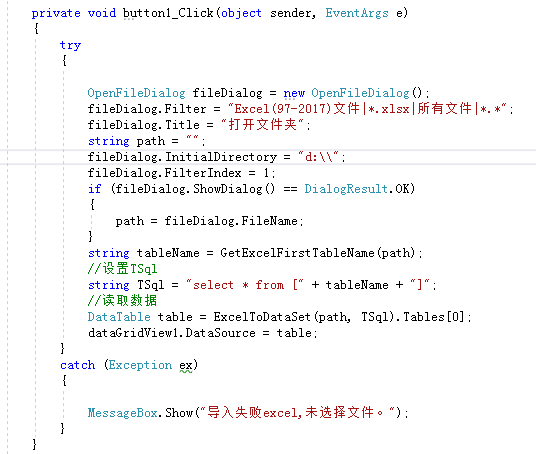 private void button1_Click(object sender, EventArgs e)
{
try
{
OpenFileDialog fileDialog = new OpenFileDialog();
fileDialog.Filter = "Excel(97-2017)文件|*.xlsx|所有文件|*.*";
fileDialog.Title = "打开文件夹";
string path = "";
fileDialog.InitialDirectory = "d:\\";
fileDialog.FilterIndex = 1;
if (fileDialog.ShowDialog() == DialogResult.OK)
{
path = fileDialog.FileName;
}
string tableName = GetExcelFirstTableName(path);
//设置TSql
string TSql = "select * from [" + tableName + "]";
//读取数据
DataTable table = ExcelToDataSet(path, TSql).Tables[0];
dataGridView1.DataSource = table;
}
catch (Exception ex)
{
MessageBox.Show("导入失败excel,未选择文件。");
}
}